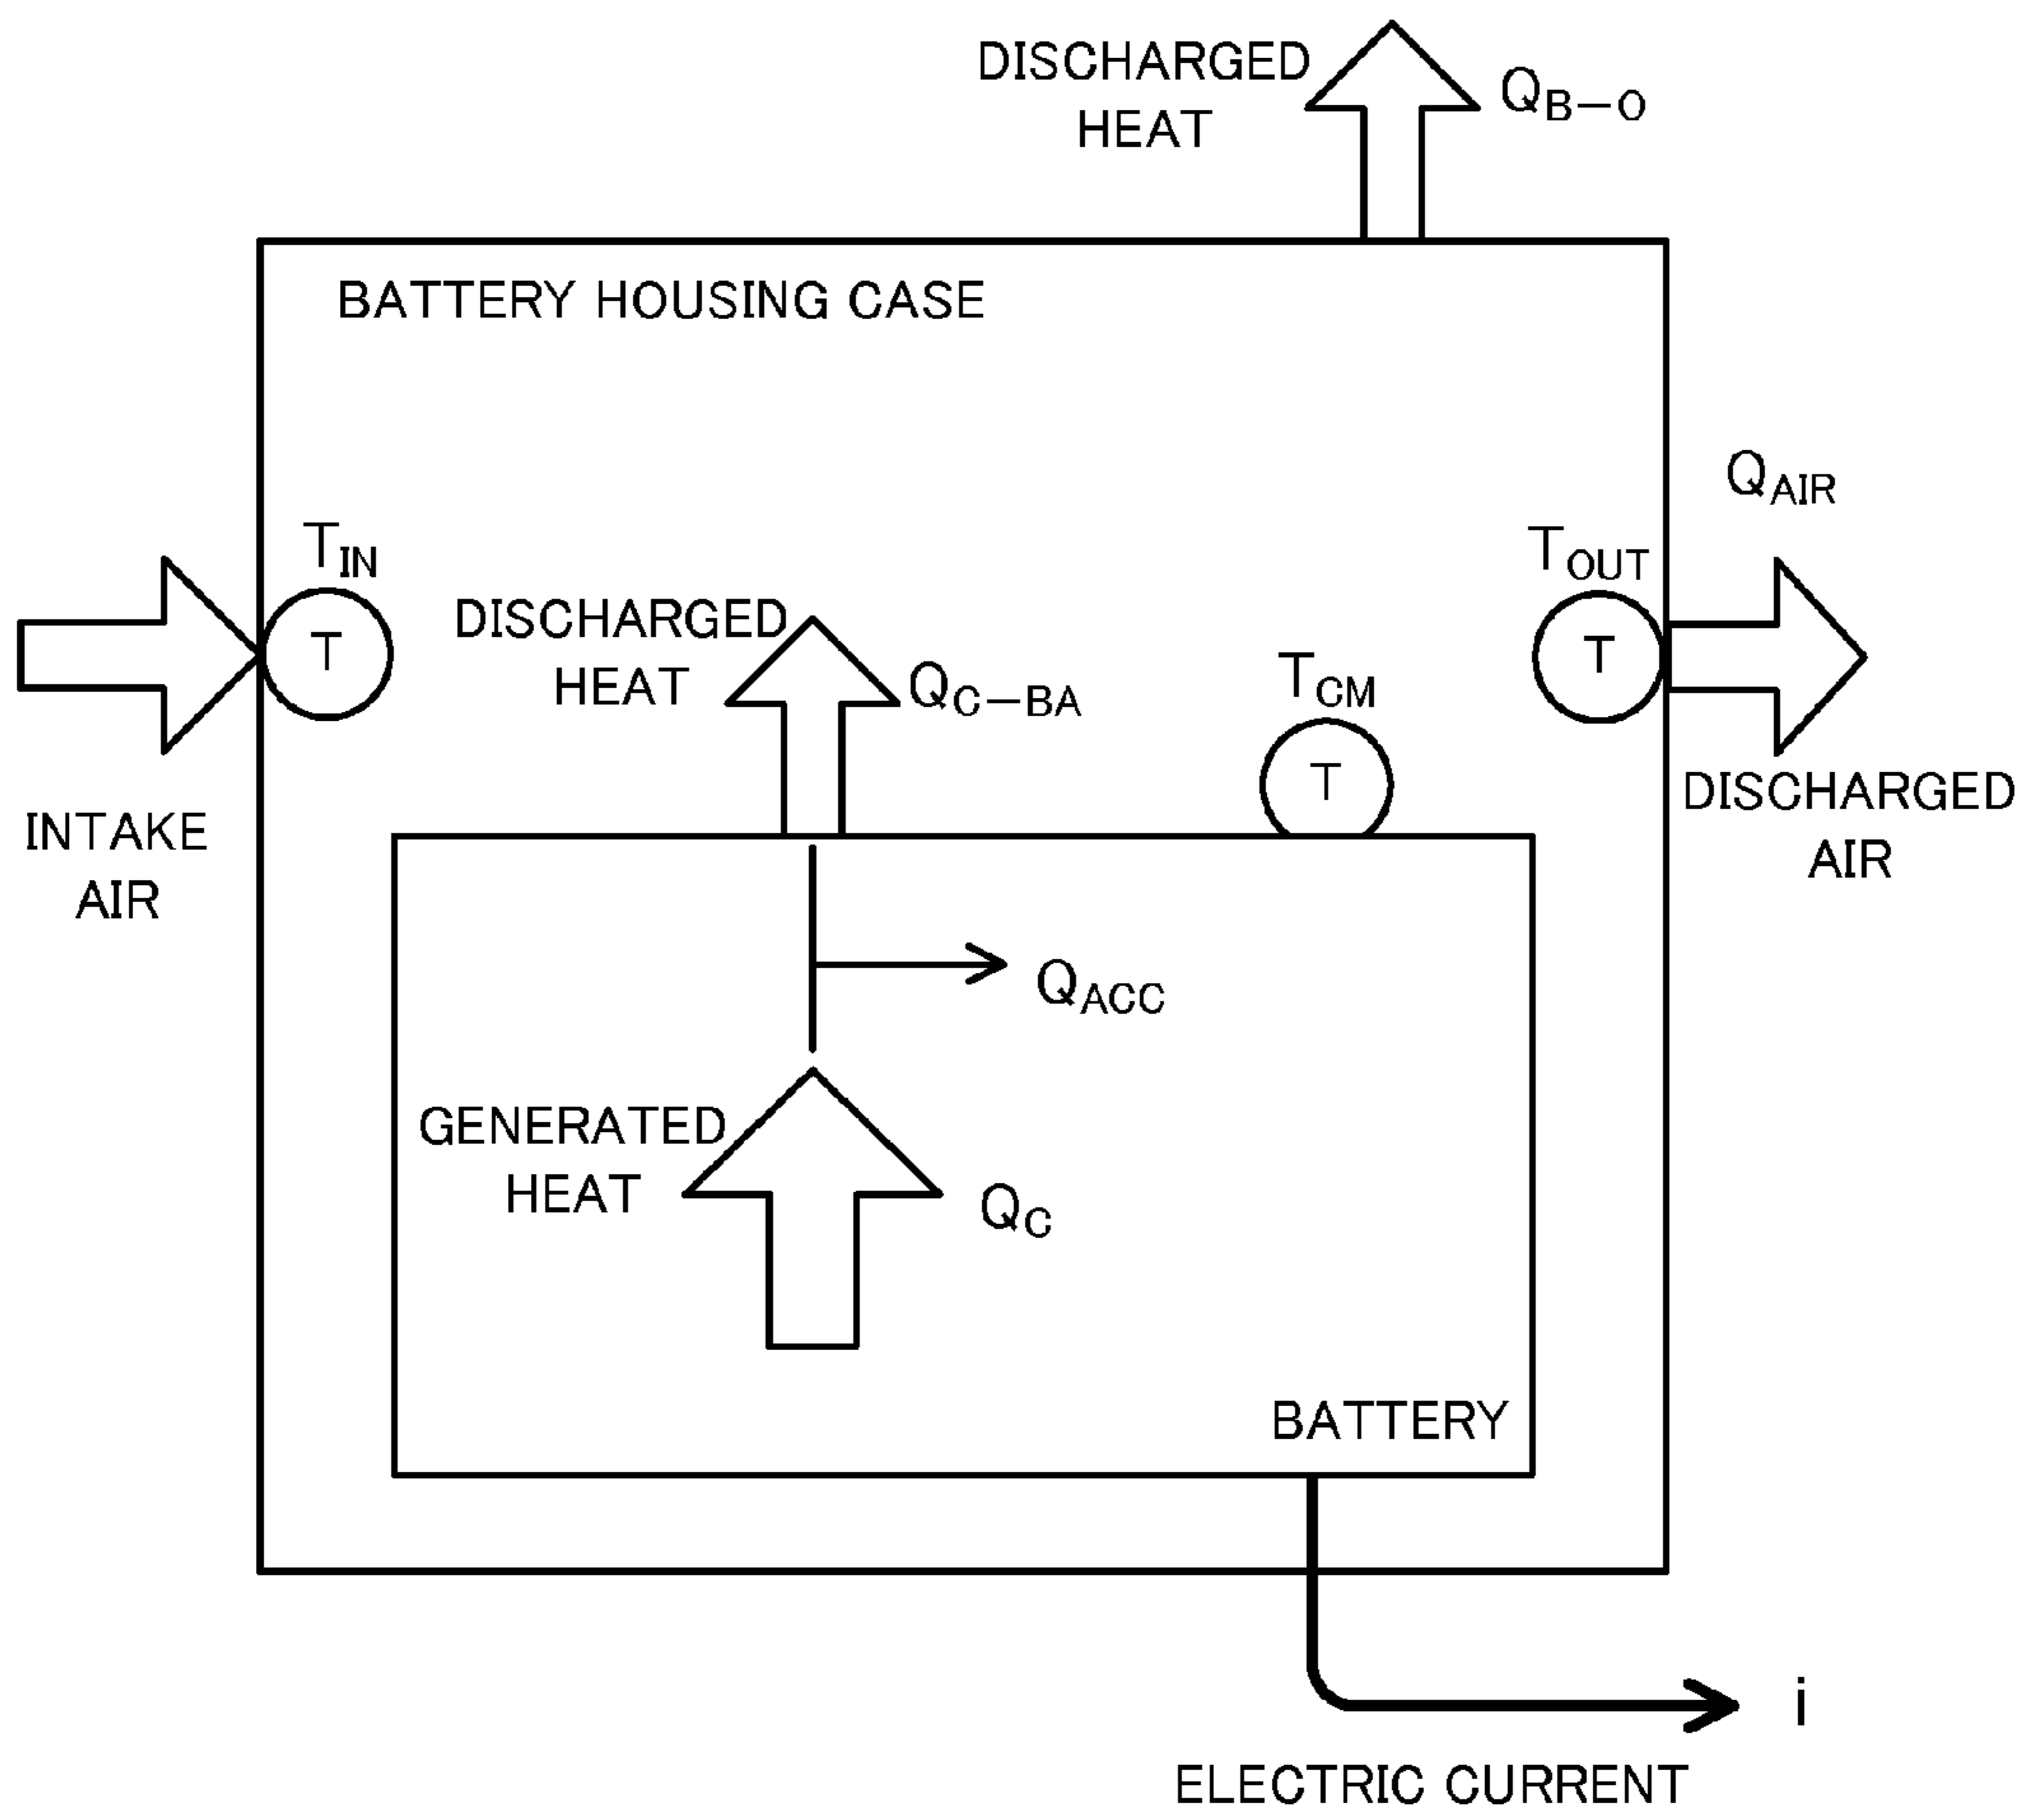 DISCHARGED
HEAT
QB-O
BATTERY HOUSING CASE
QAIR
TIN
T
TOUT
T
DISCHARGED
HEAT
QC-BA
TCM
T
INTAKE
AIR
DISCHARGED
AIR
QACC
GENERATED
HEAT
QC
BATTERY
i
ELECTRIC CURRENT